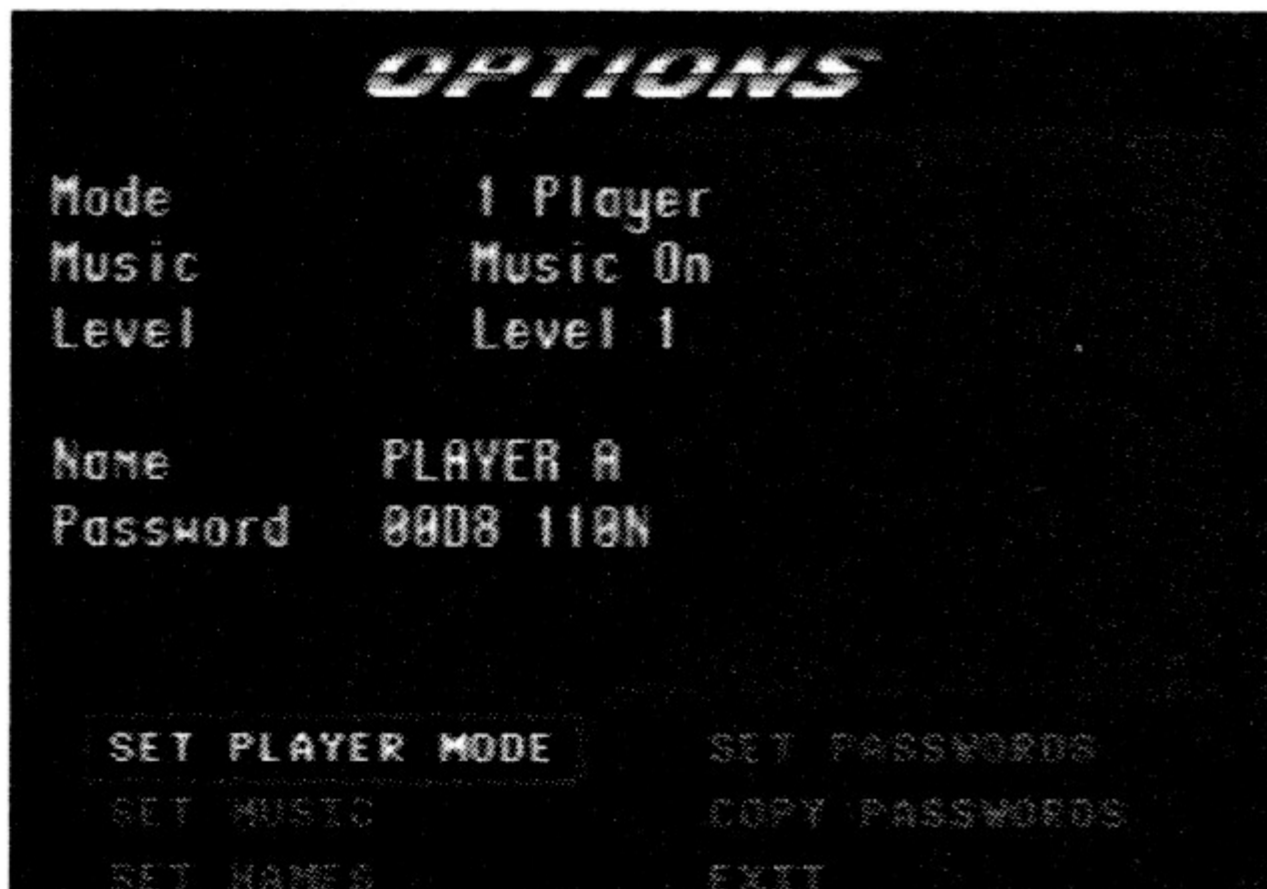 OPTIONS
Mode 1 Player
Music Music On
Level Level 1
Name PLAYER A
Password 00D8 110N
SET PLAYER MODE SET PASSWORDS
SET MUSIC COPY PASSWORDS
SET NAMES EXIT